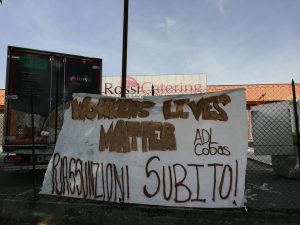 RossiCatering
WORKERS LIVES
MATTER
ADL
Cobas
RIASSUNZIONI SUBITO!